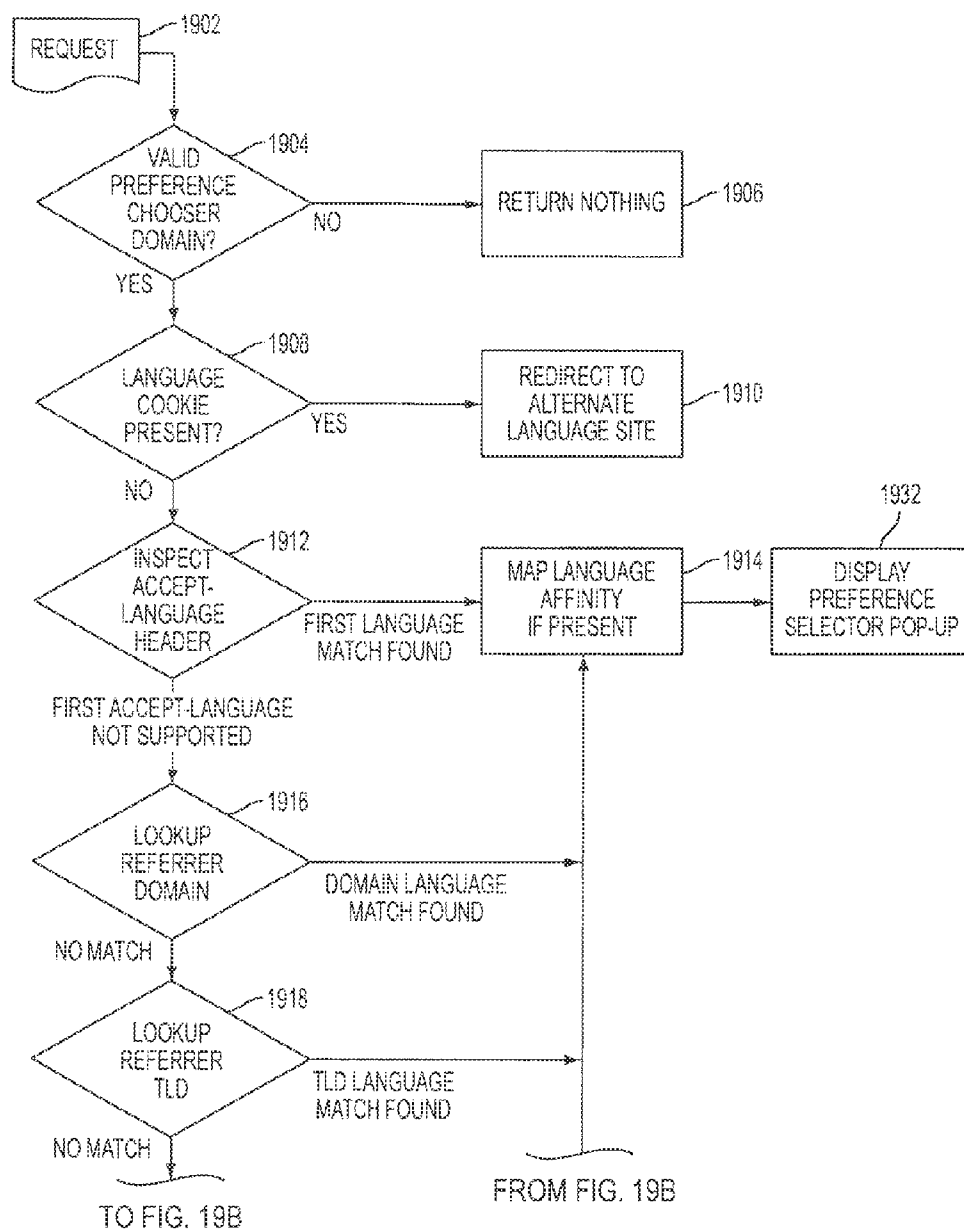 1902
REQUEST
1904
VALID
PREFERENCE
CHOOSER
DOMAIN?
NO
RETURN NOTHING
1906
YES
1908
LANGUAGE
COOKIE
PRESENT?
YES
REDIRECT TO
ALTERNATE
LANGUAGE SITE
1910
NO
1912
INSPECT
ACCEPT-
LANGUAGE
HEADER
FIRST LANGUAGE
MATCH FOUND
MAP LANGUAGE
AFFINITY
IF PRESENT
1914
1932
DISPLAY
PREFERENCE
SELECTOR POP-UP
FIRST ACCEPT-LANGUAGE
NOT SUPPORTED
1916
LOOKUP
REFERRER
DOMAIN
DOMAIN LANGUAGE
MATCH FOUND
NO MATCH
1918
LOOKUP
REFERRER
TLD
TLD LANGUAGE
MATCH FOUND
NO MATCH
TO FIG. 19B
FROM FIG. 19B